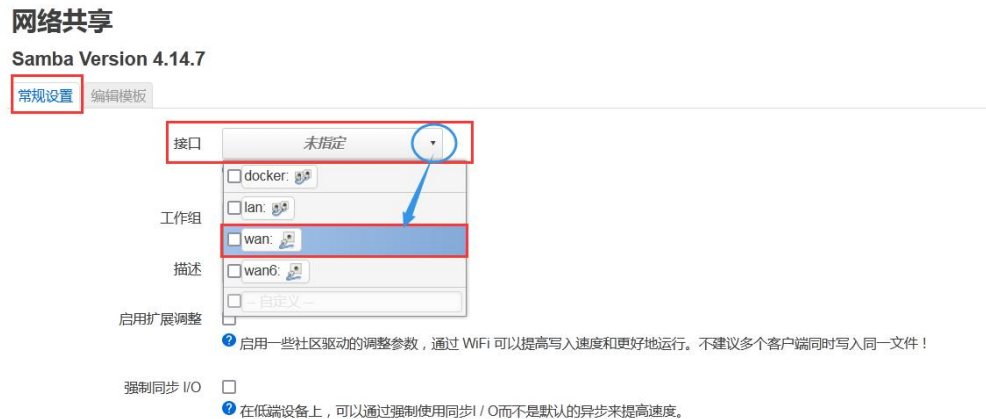 网络共享
Samba Version 4.14.7
常规设置 编辑模板
接口 未指定
docker:
lan:
工作组
wan:
描述 wan6:
-- 自定义 --
启用扩展调整
启用一些社区驱动的调整参数，通过 WiFi 可以提高写入速度和更好地运行。不建议多个客户端同时写入同一文件！
强制同步 I/O
在低端设备上，可以通过强制使用同步I / O而不是默认的异步来提高速度。